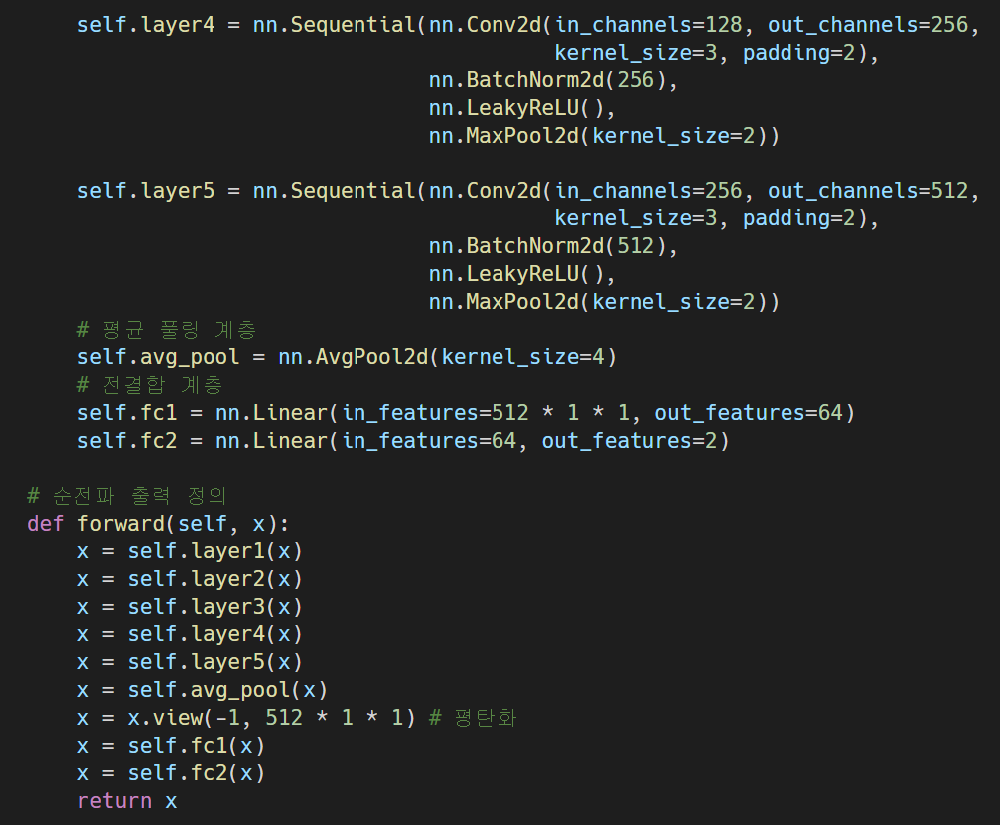 self.layer4 = nn.Sequential(nn.Conv2d(in_channels=128, out_channels=256,
kernel_size=3, padding=2),
nn.BatchNorm2d(256),
nn.LeakyReLU(),
nn.MaxPool2d(kernel_size=2))
self.layer5 = nn.Sequential(nn.Conv2d(in_channels=256, out_channels=512,
kernel_size=3, padding=2),
nn.BatchNorm2d(512),
nn.LeakyReLU(),
nn.MaxPool2d(kernel_size=2))
# 평균 풀링 계층
self.avg_pool = nn.AvgPool2d(kernel_size=4)
# 전결합 계층
self.fc1 = nn.Linear(in_features=512 * 1 * 1, out_features=64)
self.fc2 = nn.Linear(in_features=64, out_features=2)
# 순전파 출력 정의
def forward(self, x):
x = self.layer1(x)
x = self.layer2(x)
x = self.layer3(x)
x = self.layer4(x)
x = self.layer5(x)
x = self.avg_pool(x)
x = x.view(-1, 512 * 1 * 1) # 평탄화
x = self.fc1(x)
x = self.fc2(x)
return x